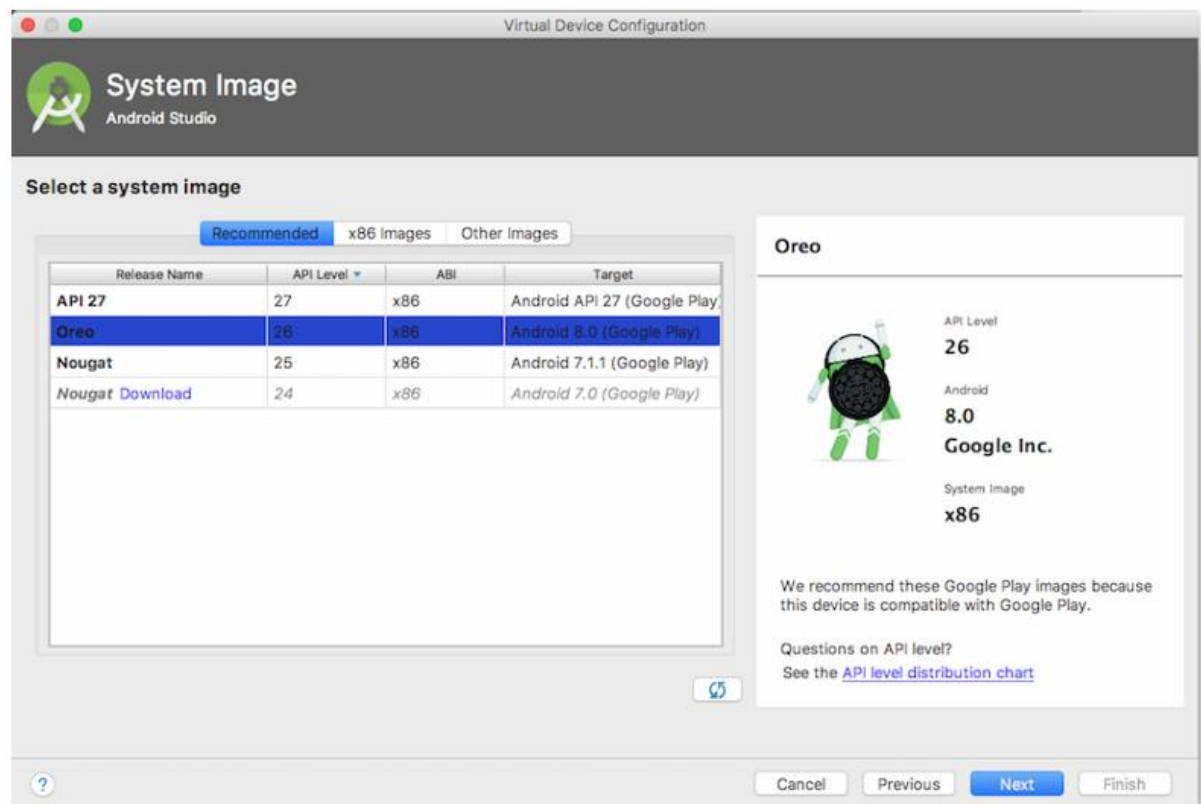 Virtual Device Configuration
System Image
Android Studio
Select a system image
Recommended x86 Images Other Images
Release Name API Level ABI Target
API 27 27 x86 Android API 27 (Google Play)
Oreo 26 x86 Android 8.0 (Google Play)
Nougat 25 x86 Android 7.1.1 (Google Play)
Nougat Download 24 x86 Android 7.0 (Google Play)
Oreo
API Level
26
Android
8.0
Google Inc.
System Image
x86
We recommend these Google Play images because
this device is compatible with Google Play.
Questions on API level?
See the API level distribution chart
? Cancel Previous Next Finish